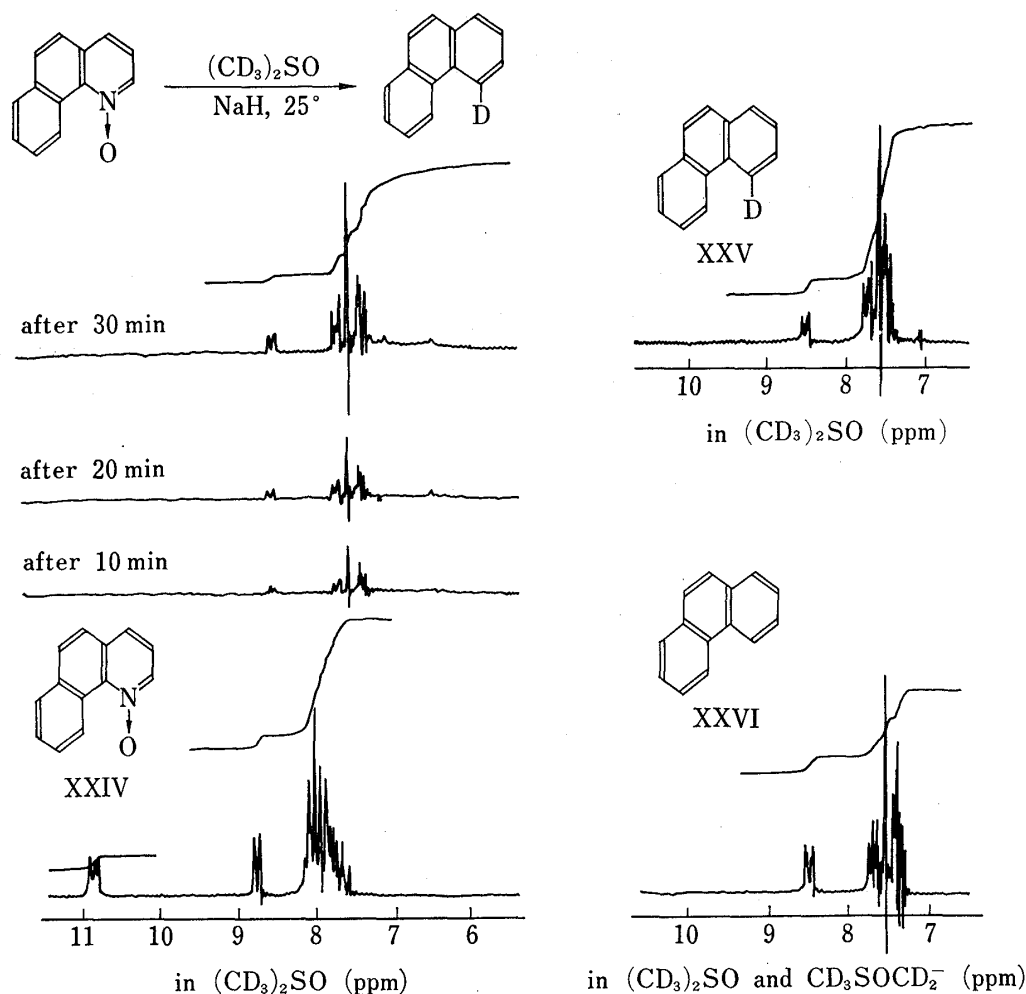 (CD₃)₂SO
NaH, 25°
N
O
D
after 30 min
after 20 min
after 10 min
N
O
XXIV
11 10 9 8 7 6
in (CD₃)₂SO (ppm)
D
XXV
10 9 8 7
in (CD₃)₂SO (ppm)
XXVI
10 9 8 7
in (CD₃)₂SO and CD₃SOCD₂⁻ (ppm)